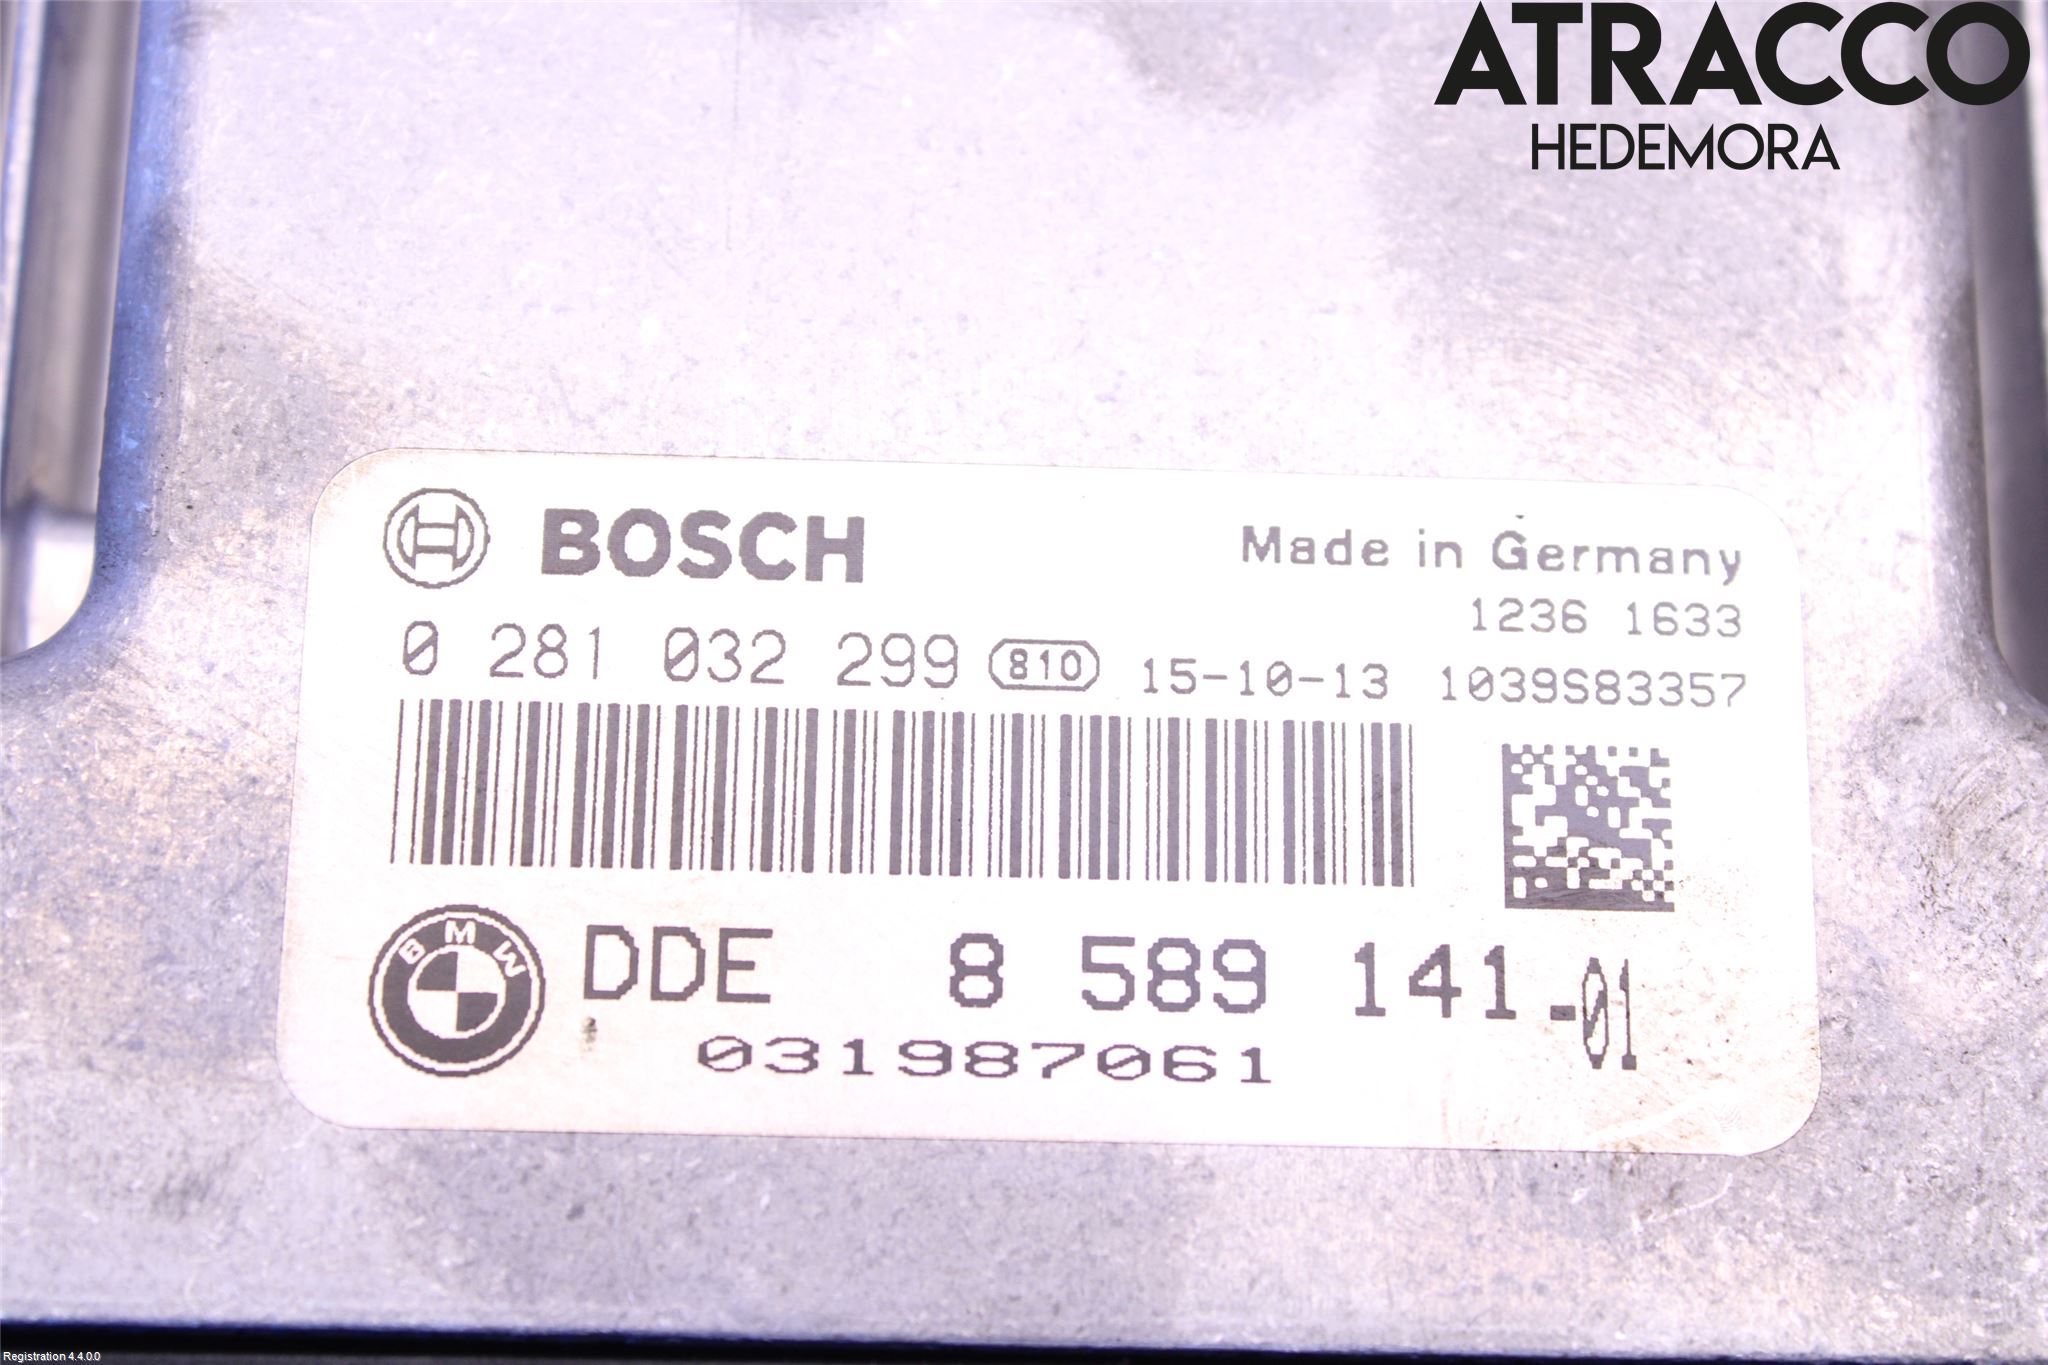 ATRACCO
HEDEMORA
BOSCH
Made in Germany
1236 1633
0 281 032 299 810 15-10-13 1039S83357
BMW
DDE 8 589 141-01
031987061
Registration 4.4.0.0